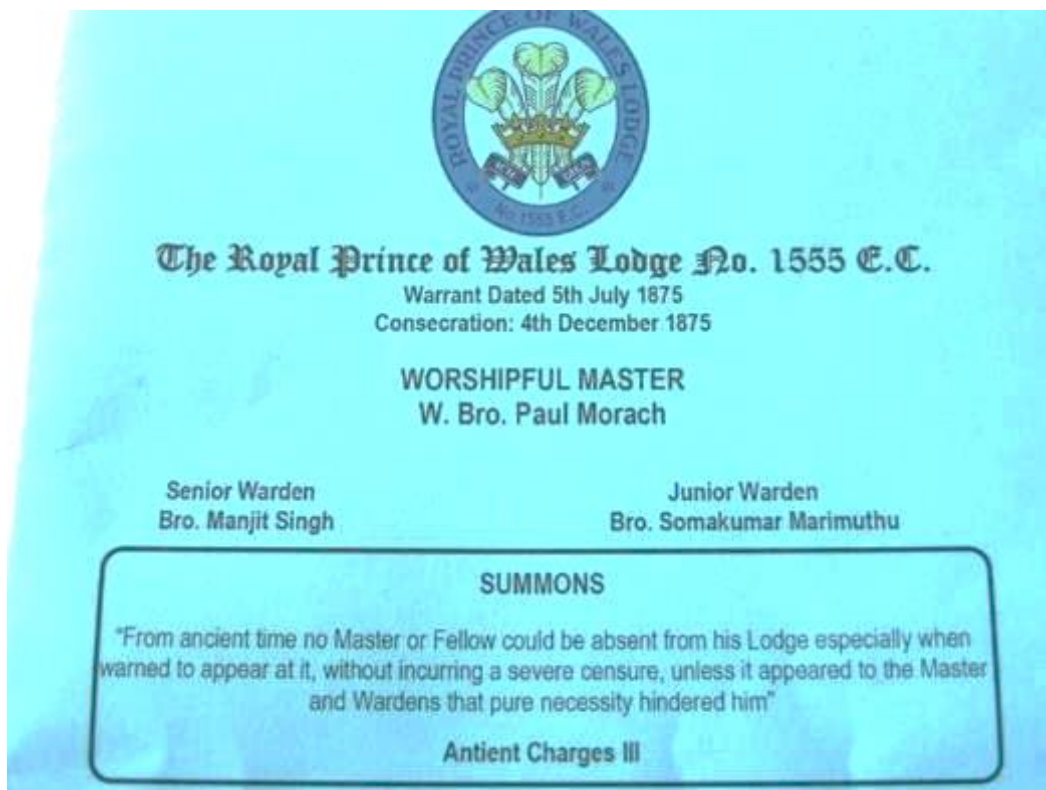 ROYAL PRINCE OF WALES LODGE
No.1555 E.C.
The Royal Prince of Wales Lodge No. 1555 E.C.
Warrant Dated 5th July 1875
Consecration: 4th December 1875
WORSHIPFUL MASTER
W. Bro. Paul Morach
Senior Warden
Bro. Manjit Singh
Junior Warden
Bro. Somakumar Marimuthu
SUMMONS
"From ancient time no Master or Fellow could be absent from his Lodge especially when
warned to appear at it, without incurring a severe censure, unless it appeared to the Master
and Wardens that pure necessity hindered him"
Antient Charges III